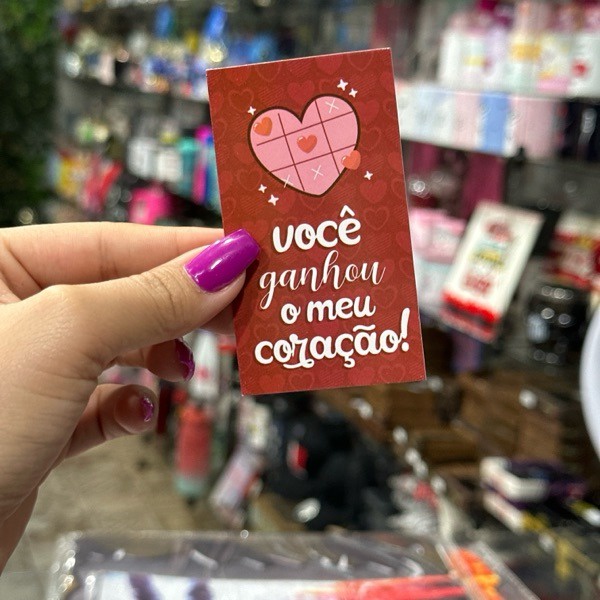 você
ganhou
o meu
coração!